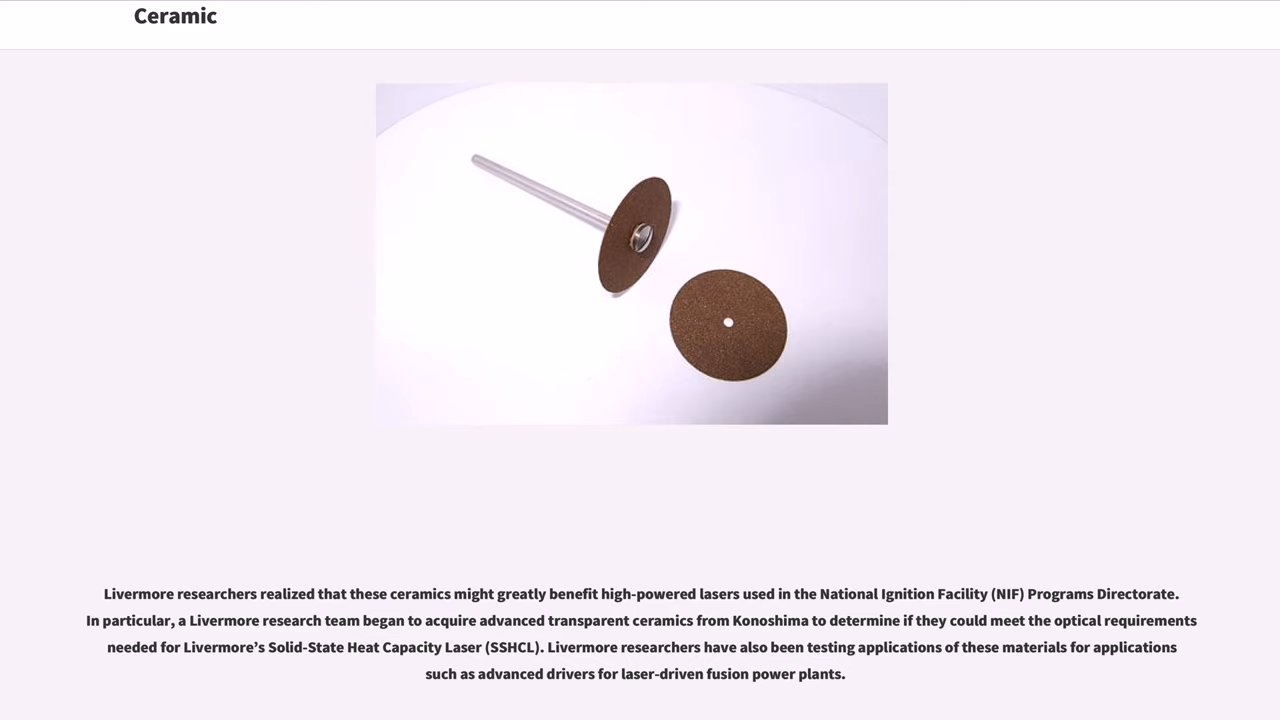 Ceramic
Livermore researchers realized that these ceramics might greatly benefit high-powered lasers used in the National Ignition Facility (NIF) Programs Directorate.
In particular, a Livermore research team began to acquire advanced transparent ceramics from Konoshima to determine if they could meet the optical requirements
needed for Livermore’s Solid-State Heat Capacity Laser (SSHCL). Livermore researchers have also been testing applications of these materials for applications
such as advanced drivers for laser-driven fusion power plants.